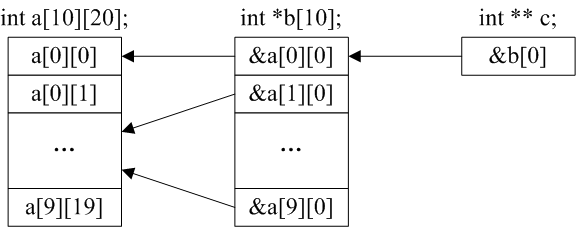 int a[10][20]; int *b[10]; int ** c;
a[0][0] &a[0][0] &b[0]
a[0][1] &a[1][0]
... ...
a[9][19] &a[9][0]